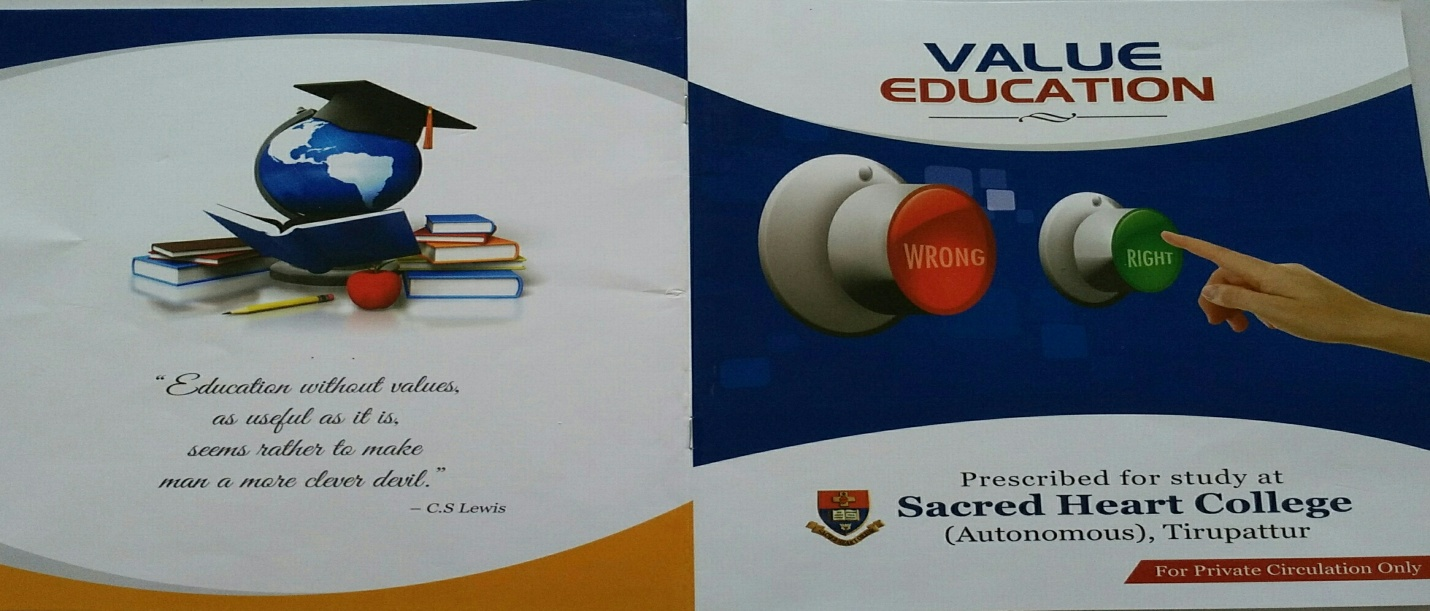 “Education without values,
as useful as it is,
seems rather to make
man a more clever devil.”
– C.S Lewis
VALUE
EDUCATION
WRONG
RIGHT
Prescribed for study at
Sacred Heart College
(Autonomous), Tirupattur
For Private Circulation Only